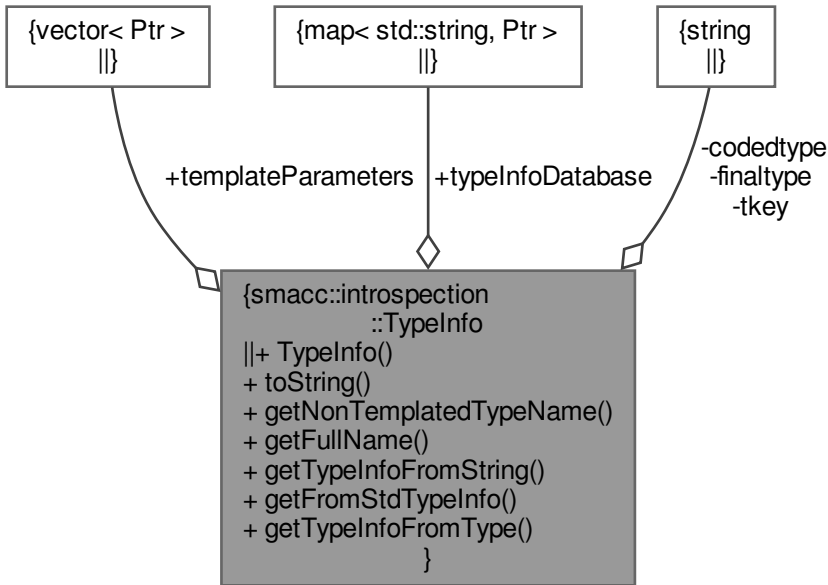 {vector< Ptr >
||}
{map< std::string, Ptr >
||}
{string
||}
+templateParameters
+typeInfoDatabase
-codedtype
-finaltype
-tkey
{smacc::introspection
::TypeInfo
||+ TypeInfo()
+ toString()
+ getNonTemplatedTypeName()
+ getFullName()
+ getTypeInfoFromString()
+ getFromStdTypeInfo()
+ getTypeInfoFromType()
}